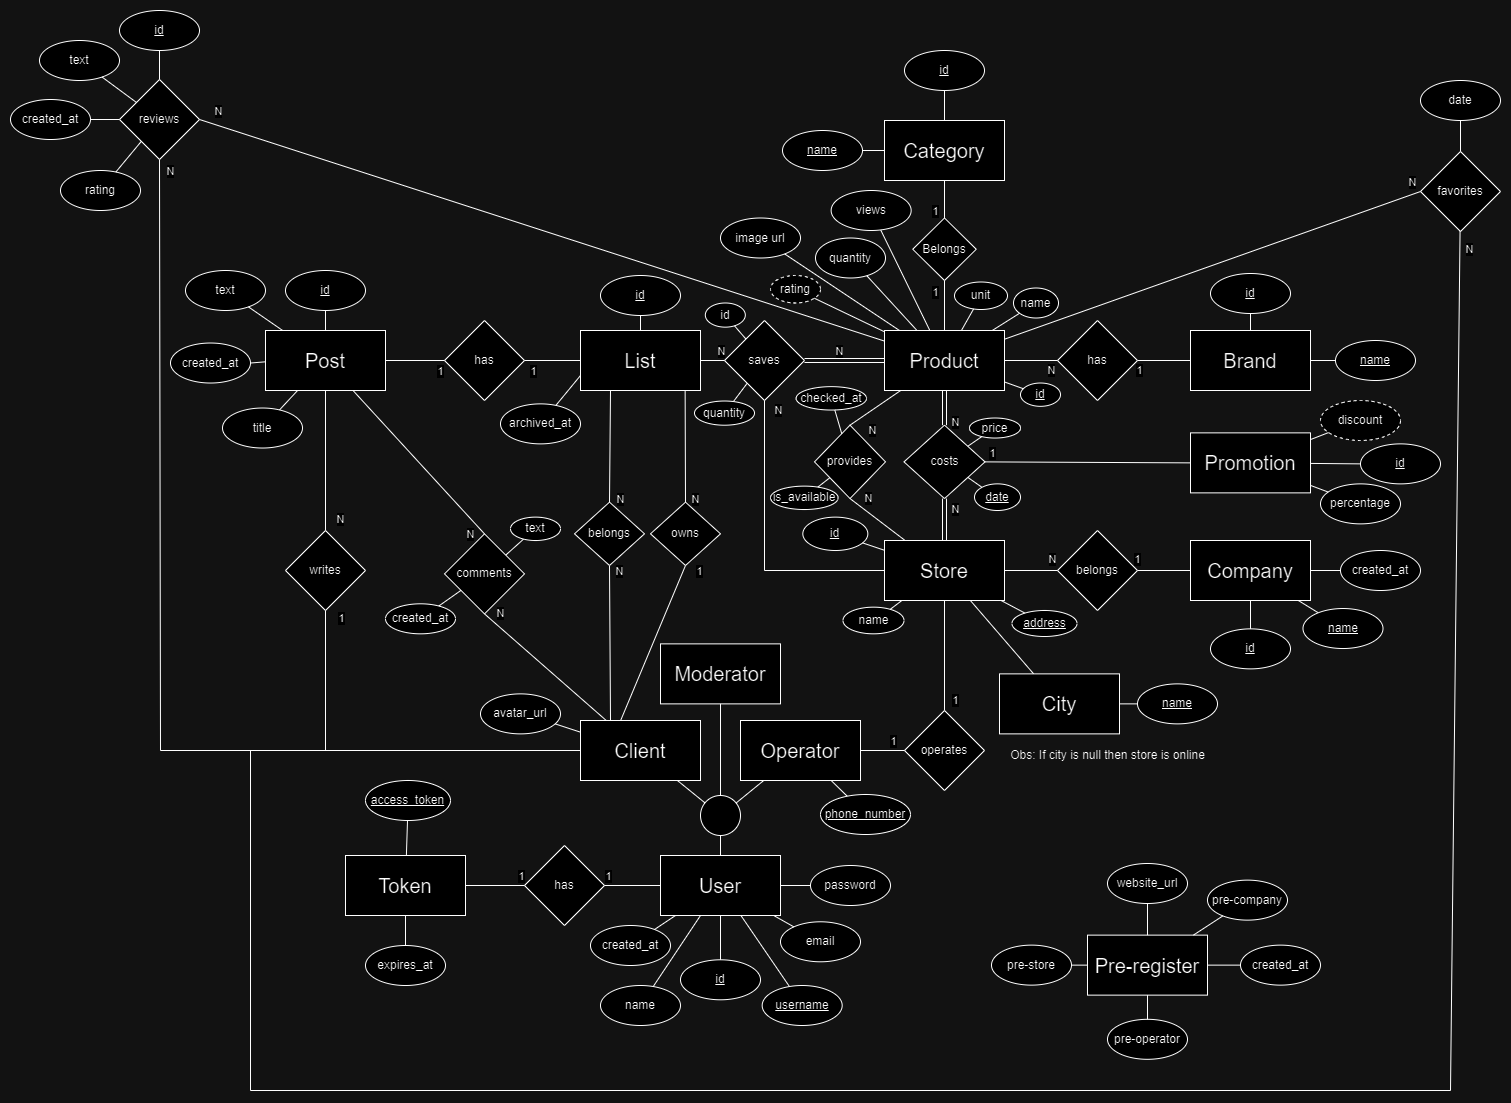 id
text
created_at
reviews
rating
N
N
id
Category
name
date
N
favorites
N
1
views
image url
quantity
Belongs
rating
1
unit
name
text
id
created_at
Post
title
has
1
1
id
List
archived_at
id
N
saves
N
quantity
N
Product
id
N
has
1
id
Brand
name
checked_at
N
provides
N
is_available
N
price
costs
1
date
N
Promotion
discount
id
percentage
N
writes
1
N
text
comments
created_at
N
N
belongs
N
N
owns
1
id
Store
name
address
N
belongs
1
Company
created_at
id
name
Moderator
City
name
Obs: If city is null then store is online
avatar_url
Client
Operator
phone_number
1
1
operates
access_token
Token
expires_at
1
has
1
User
password
email
created_at
id
name
username
website_url
pre-company
pre-store
Pre-register
created_at
pre-operator